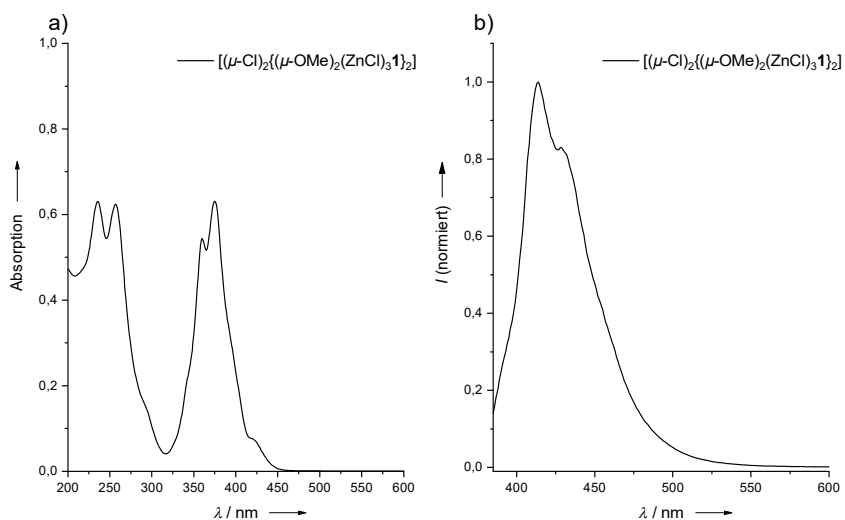 a)
[(μ-Cl)₂{(μ-OMe)₂(ZnCl)₃1}₂]
Absorption
1,0
0,8
0,6
0,4
0,2
0,0
200 250 300 350 400 450 500 550 600
λ / nm
b)
[(μ-Cl)₂{(μ-OMe)₂(ZnCl)₃1}₂]
I (normiert)
1,0
0,8
0,6
0,4
0,2
0,0
400 450 500 550 600
λ / nm